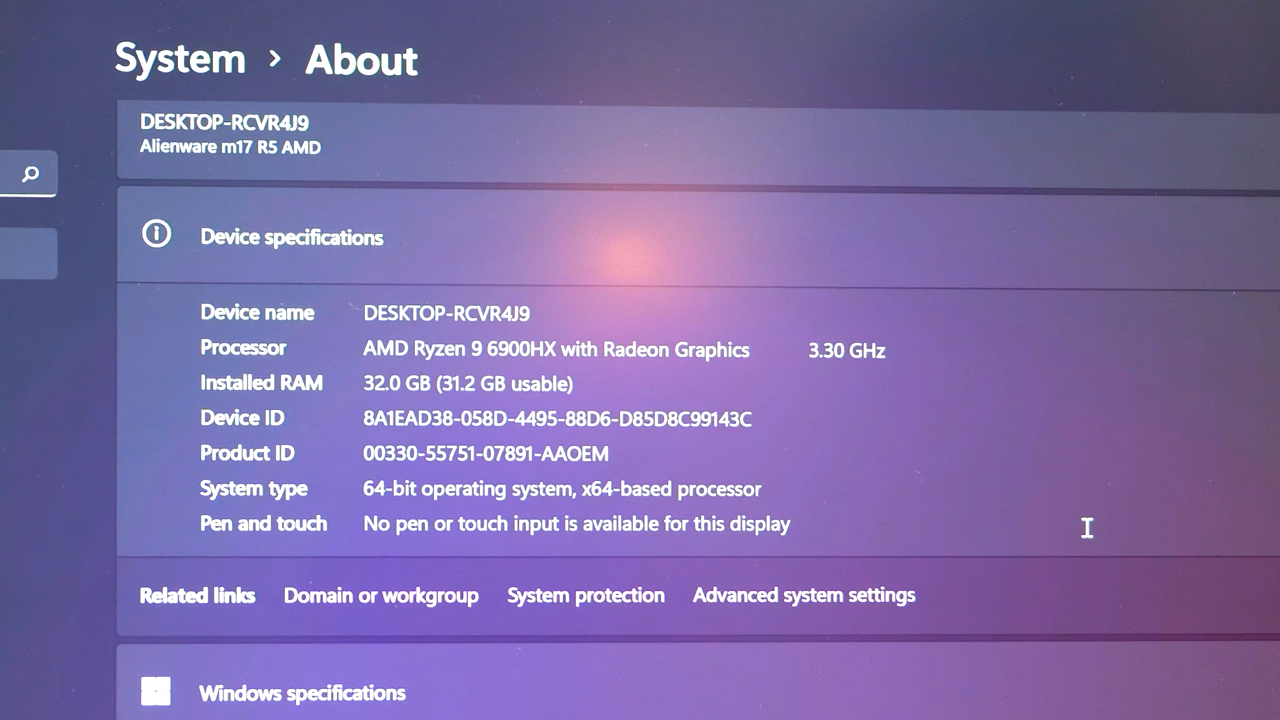 System > About
DESKTOP-RCVR4J9
Alienware m17 R5 AMD
Device specifications
Device name DESKTOP-RCVR4J9
Processor AMD Ryzen 9 6900HX with Radeon Graphics 3.30 GHz
Installed RAM 32.0 GB (31.2 GB usable)
Device ID 8A1EAD38-058D-4495-88D6-D85D8C99143C
Product ID 00330-55751-07891-AAOEM
System type 64-bit operating system, x64-based processor
Pen and touch No pen or touch input is available for this display
Related links Domain or workgroup System protection Advanced system settings
Windows specifications